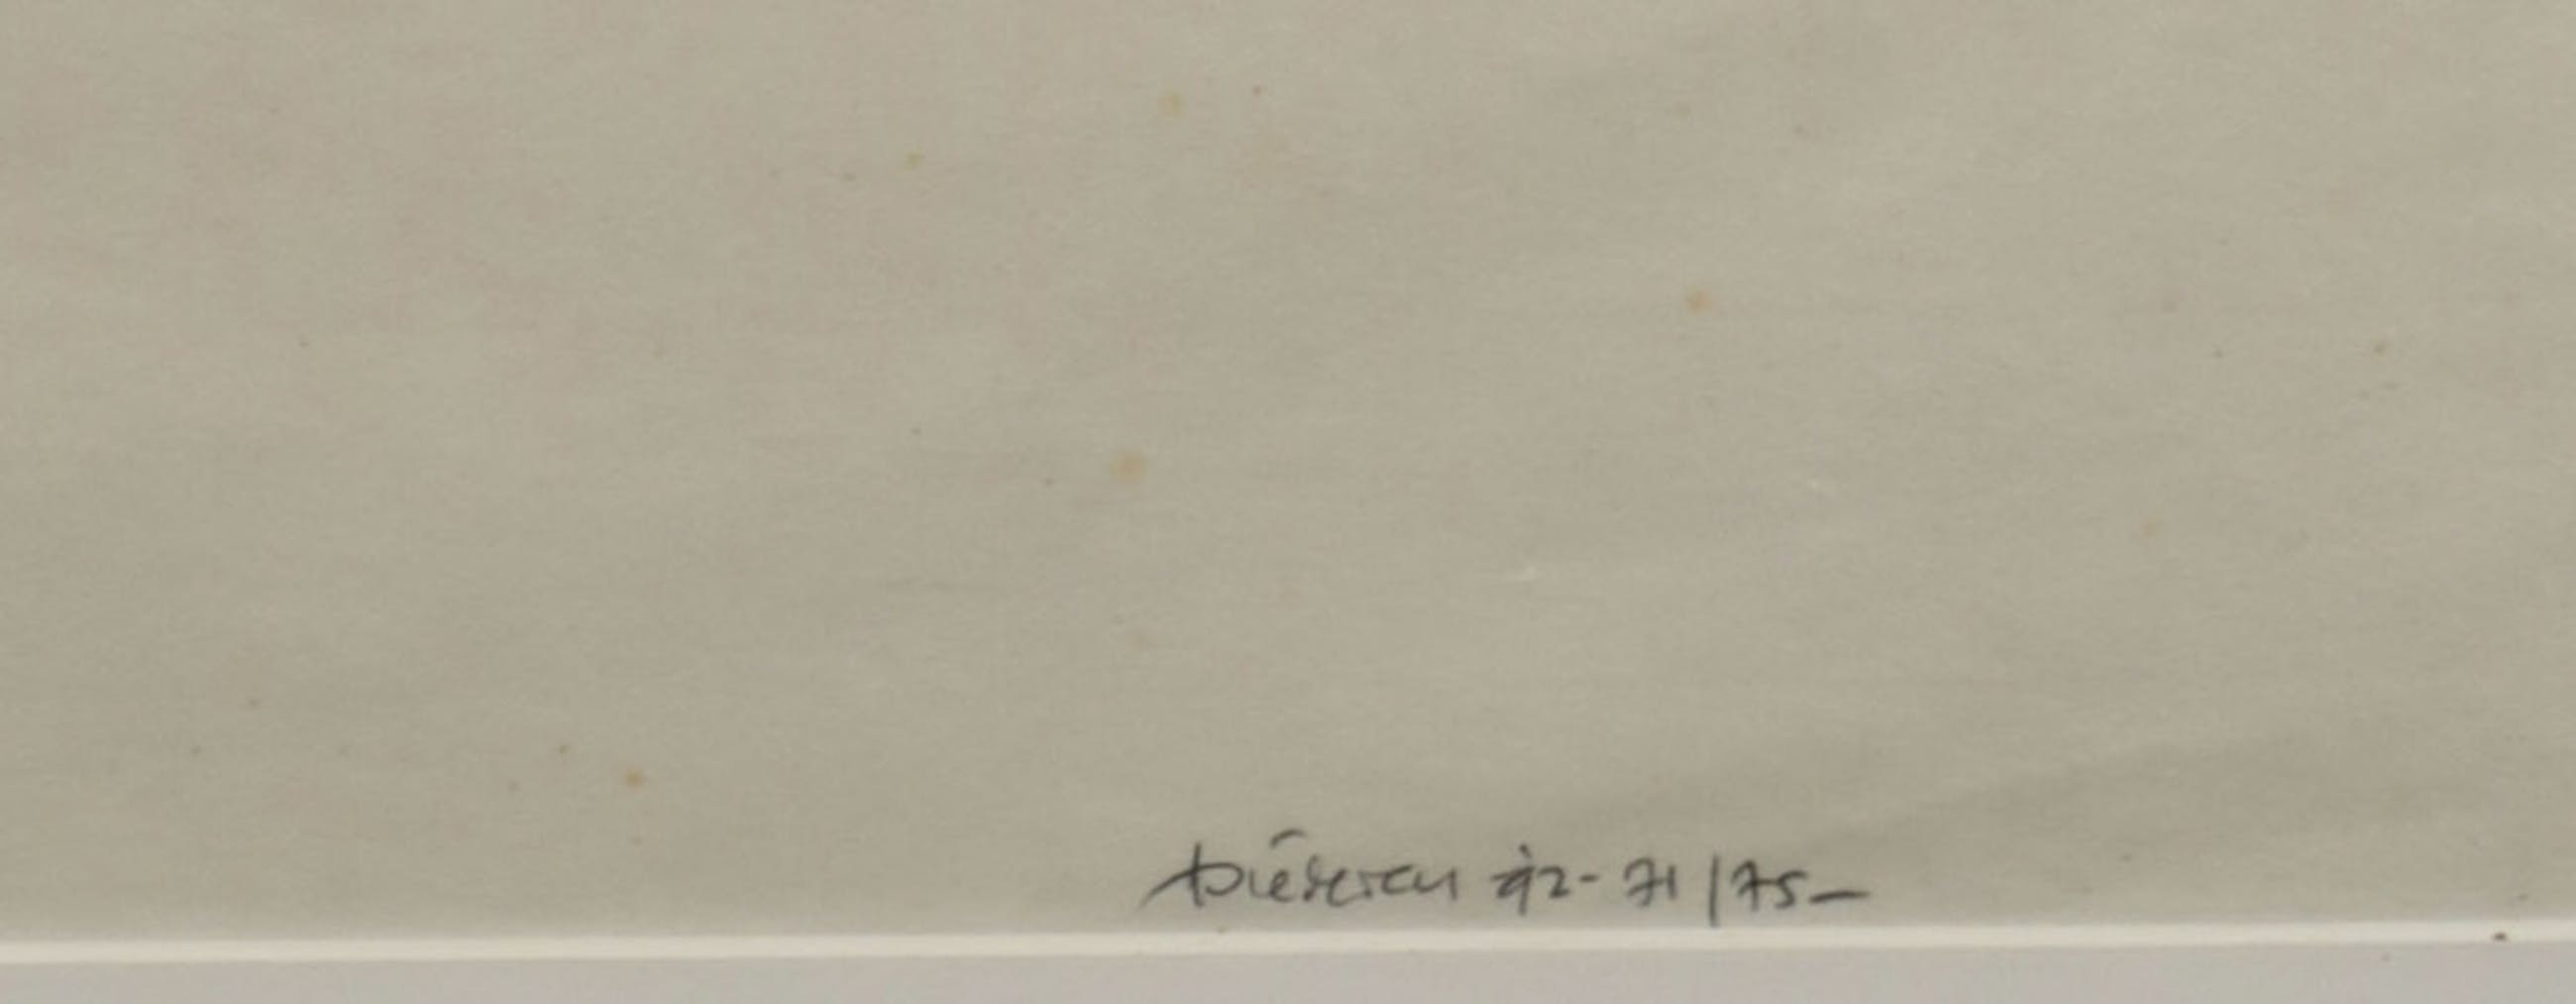 Diederen 92- 71/75-